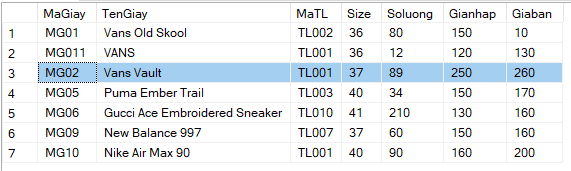 MaGiay TenGiay MaTL Size Soluong Gianhap Giaban
1 MG01 Vans Old Skool TL002 36 80 150 10
2 MG011 VANS TL001 36 12 120 130
3 MG02 Vans Vault TL001 37 89 250 260
4 MG05 Puma Ember Trail TL003 40 34 150 170
5 MG06 Gucci Ace Embroidered Sneaker TL010 41 210 130 160
6 MG09 New Balance 997 TL007 37 60 150 160
7 MG10 Nike Air Max 90 TL001 40 90 160 200